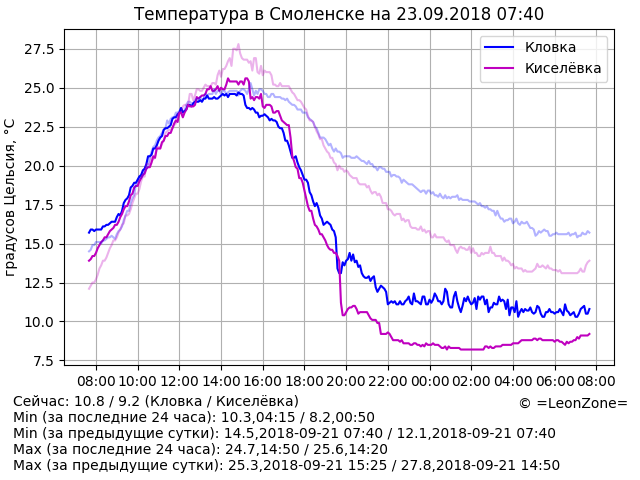 Температура в Смоленске на 23.09.2018 07:40
Кловка
Киселёвка
градусов Цельсия, °C
27.5
25.0
22.5
20.0
17.5
15.0
12.5
10.0
7.5
08:00 10:00 12:00 14:00 16:00 18:00 20:00 22:00 00:00 02:00 04:00 06:00 08:00
Сейчас: 10.8 / 9.2 (Кловка / Киселёвка)
© =LeonZone=
Min (за последние 24 часа): 10.3,04:15 / 8.2,00:50
Min (за предыдущие сутки): 14.5,2018-09-21 07:40 / 12.1,2018-09-21 07:40
Max (за последние 24 часа): 24.7,14:50 / 25.6,14:20
Max (за предыдущие сутки): 25.3,2018-09-21 15:25 / 27.8,2018-09-21 14:50